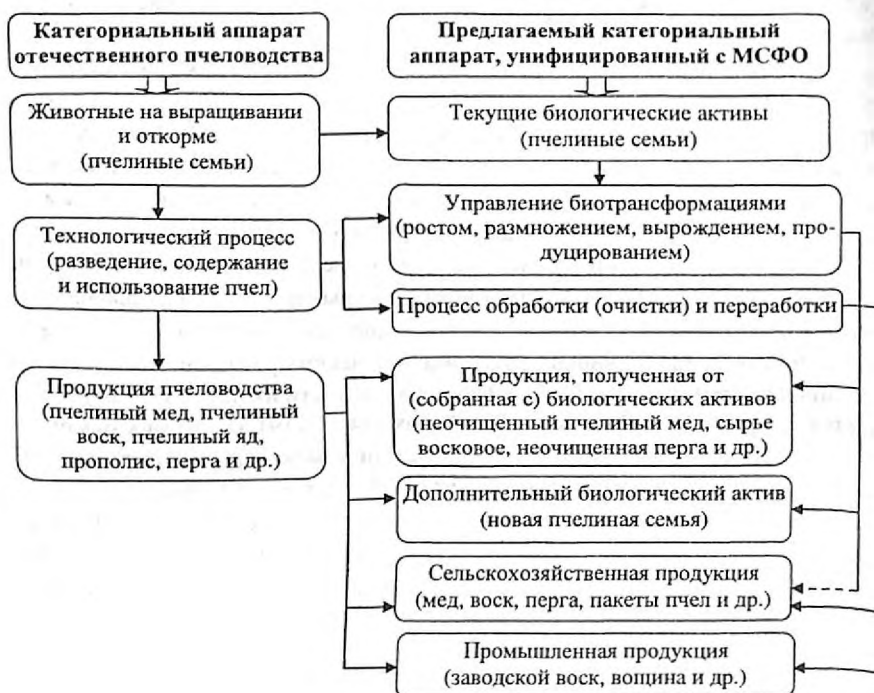 Категориальный аппарат
отечественного пчеловодства
Предлагаемый категориальный
аппарат, унифицированный с МСФО
Животные на выращивании
и откорме
(пчелиные семьи)
Текущие биологические активы
(пчелиные семьи)
Технологический процесс
(разведение, содержание
и использование пчел)
Управление биотрансформациями
(ростом, размножением, вырождением, про-
дуцированием)
Процесс обработки (очистки) и переработки
Продукция пчеловодства
(пчелиный мед, пчелиный
воск, пчелиный яд,
прополис, перга и др.)
Продукция, полученная от
(собранная с) биологических активов
(неочищенный пчелиный мед, сырье
восковое, неочищенная перга и др.)
Дополнительный биологический актив
(новая пчелиная семья)
Сельскохозяйственная продукция
(мед, воск, перга, пакеты пчел и др.)
Промышленная продукция
(заводской воск, вощина и др.)